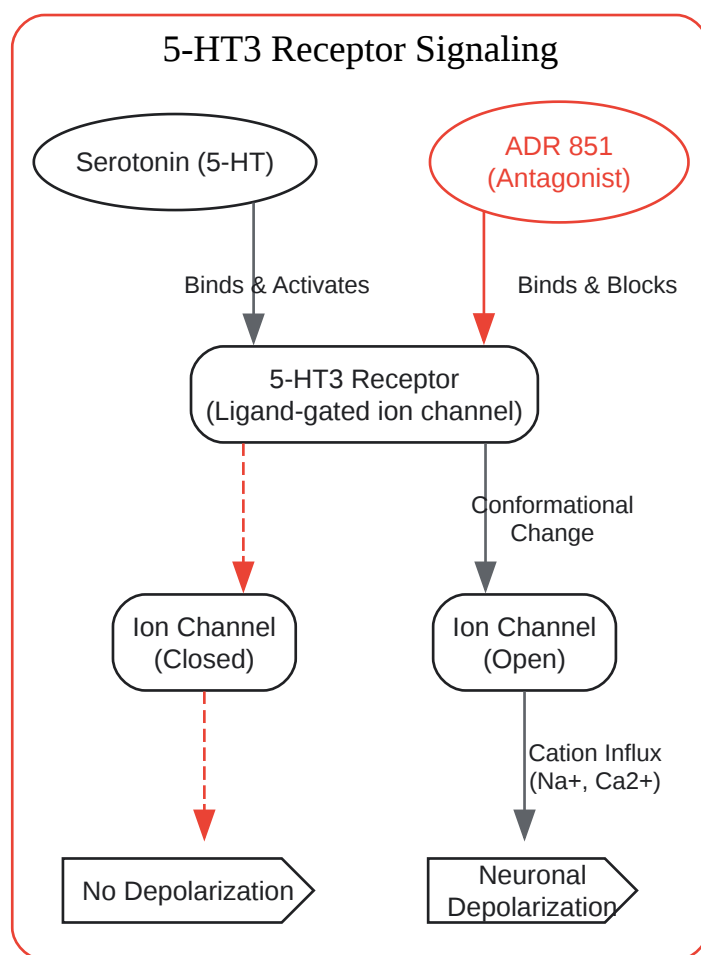 5-HT3 Receptor Signaling
Serotonin (5-HT)
ADR 851
(Antagonist)
Binds & Activates
Binds & Blocks
5-HT3 Receptor
(Ligand-gated ion channel)
Conformational
Change
Ion Channel
(Closed)
Ion Channel
(Open)
Cation Influx
(Na+, Ca2+)
No Depolarization
Neuronal
Depolarization